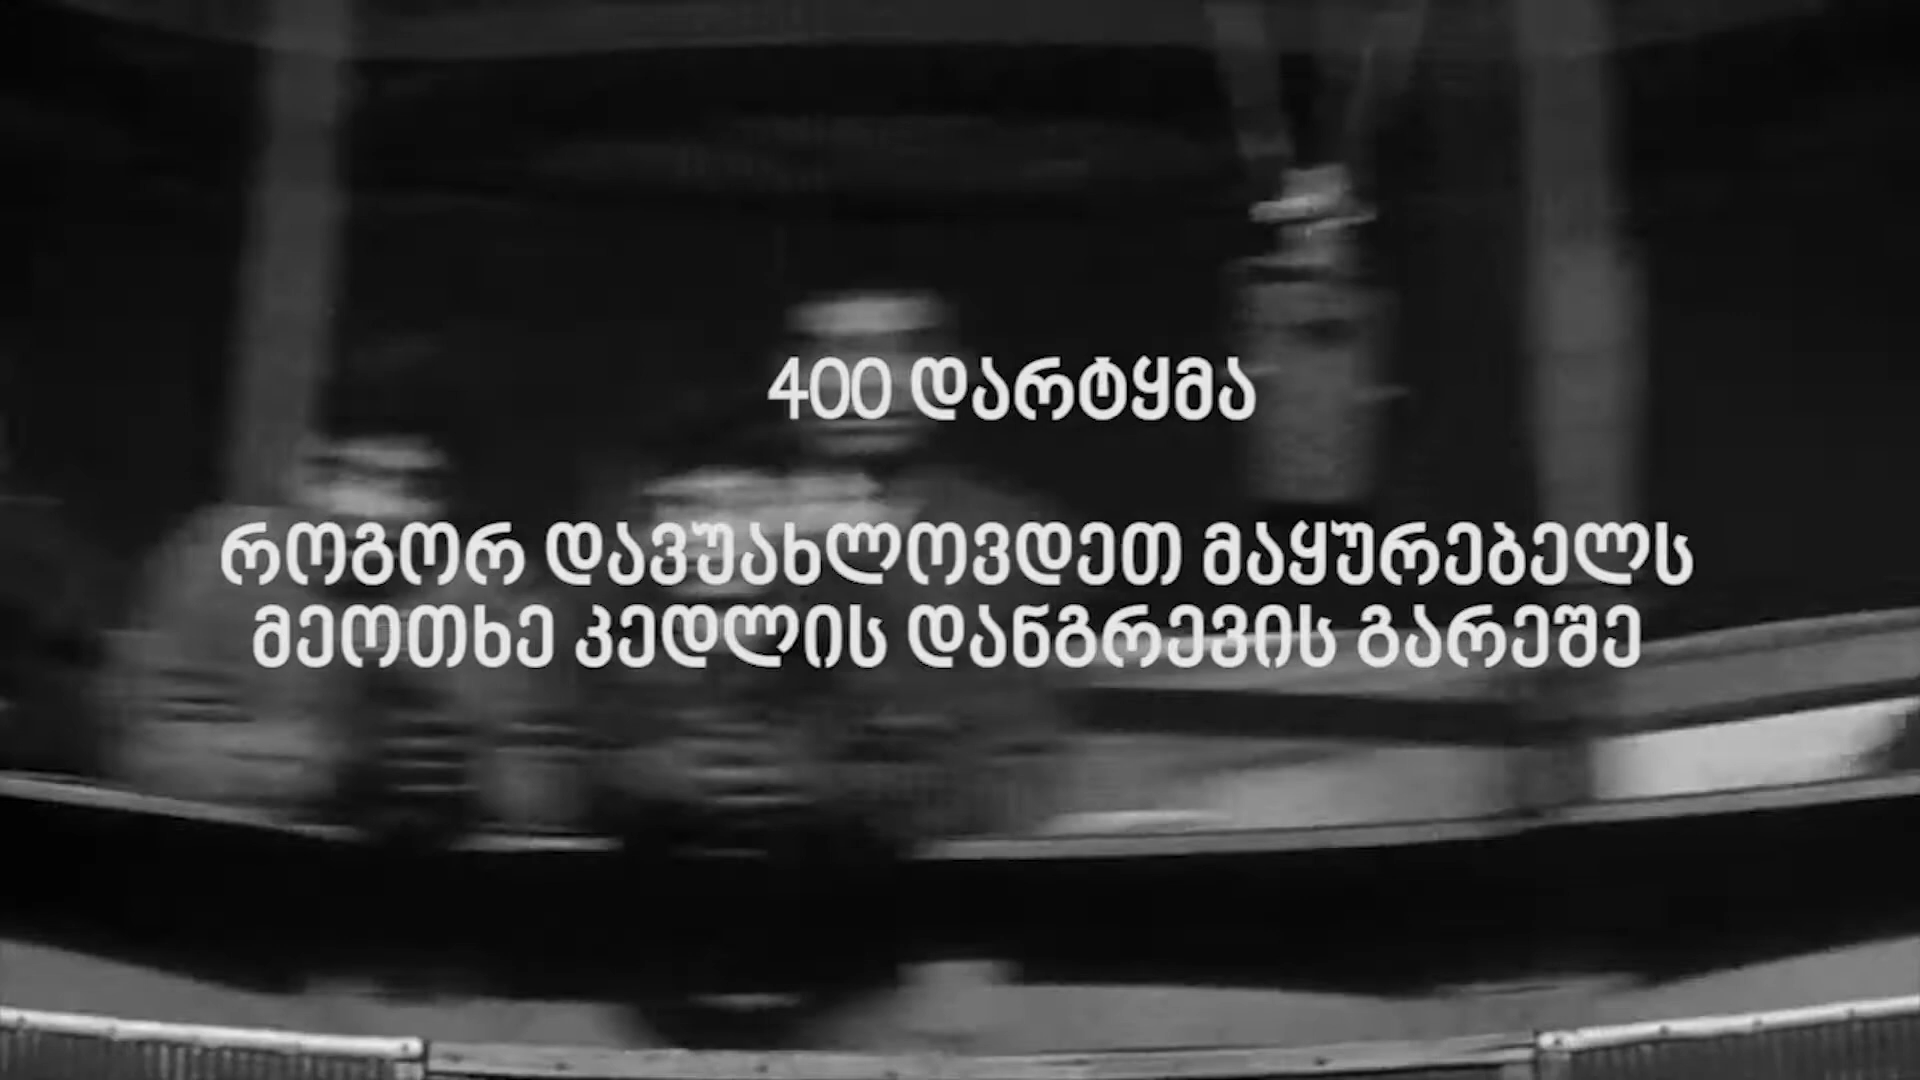 400 დარტყმა
როგორ დავუახლოვდეთ მაყურებელს
მეოთხე კედლის დანგრევის გარეშე